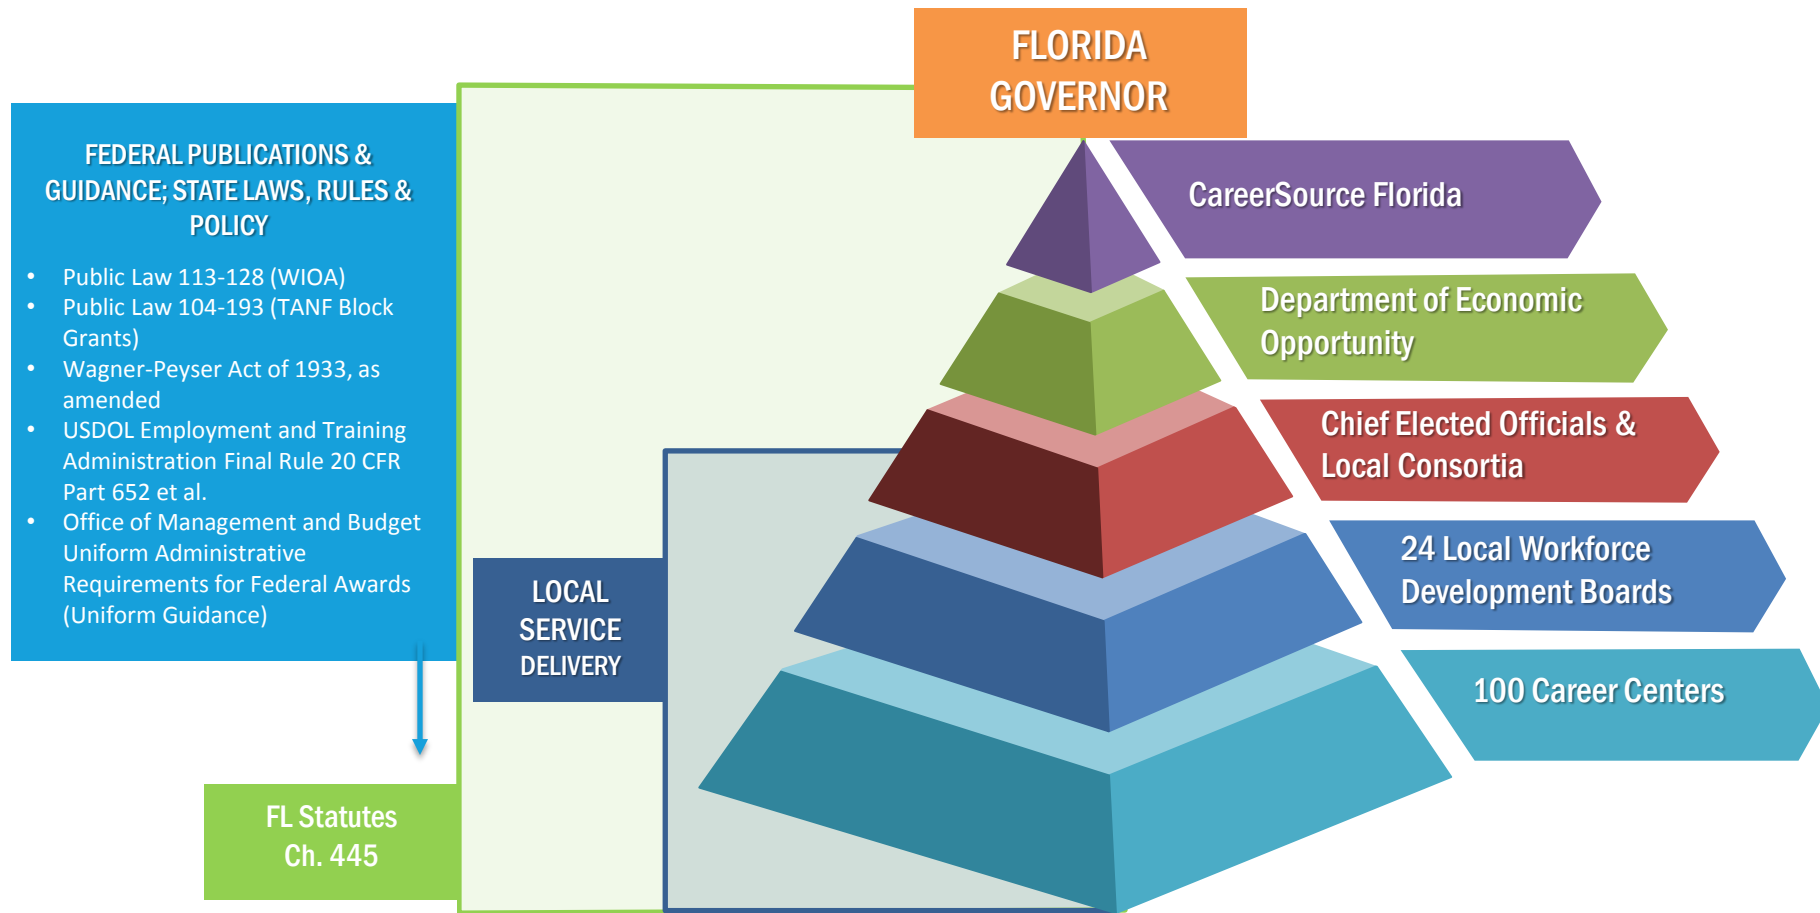 FLORIDA
GOVERNOR
FEDERAL PUBLICATIONS &
GUIDANCE; STATE LAWS, RULES &
POLICY
• Public Law 113-128 (WIOA)
• Public Law 104-193 (TANF Block
Grants)
• Wagner-Peyser Act of 1933, as
amended
• USDOL Employment and Training
Administration Final Rule 20 CFR
Part 652 et al.
• Office of Management and Budget
Uniform Administrative
Requirements for Federal Awards
(Uniform Guidance)
FL Statutes
Ch. 445
LOCAL
SERVICE
DELIVERY
CareerSource Florida
Department of Economic
Opportunity
Chief Elected Officials &
Local Consortia
24 Local Workforce
Development Boards
100 Career Centers